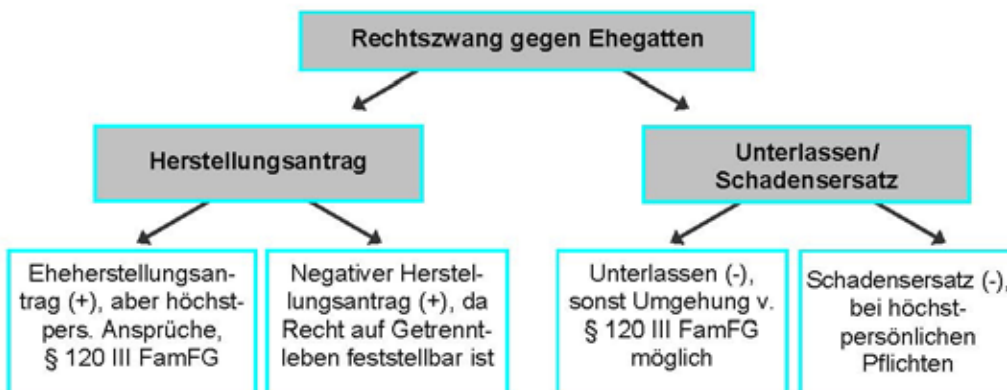 Rechtszwang gegen Ehegatten
Herstellungsantrag
Unterlassen/
Schadensersatz
Eheherstellungsan-
trag (+), aber höchst-
pers. Ansprüche,
§ 120 III FamFG
Negativer Herstel-
lungsantrag (+), da
Recht auf Getrennt-
leben feststellbar ist
Unterlassen (-),
sonst Umgehung v.
§ 120 III FamFG
möglich
Schadensersatz (-),
bei höchst-
persönlichen
Pflichten